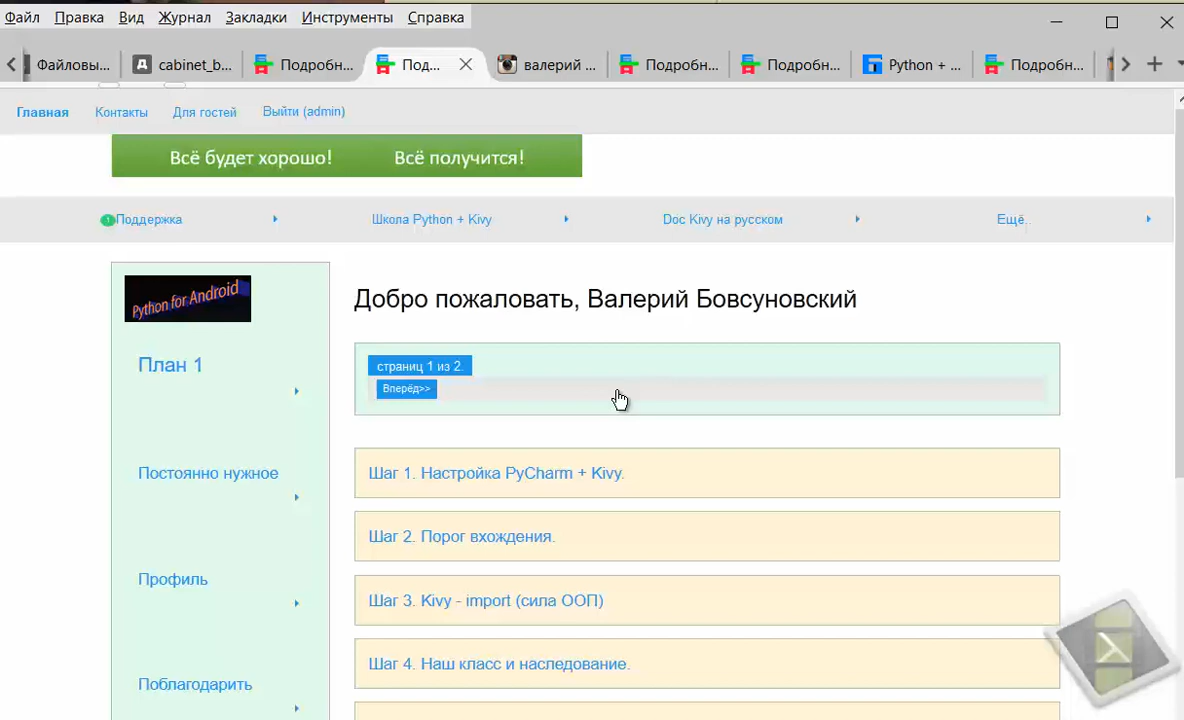 Файл Правка Вид Журнал Закладки Инструменты Справка
Файловы... cabinet_b... Подробн... Под... валерий ... Подробн... Подробн... Python + ... Подробн...
Главная Контакты Для гостей Выйти (admin)
Всё будет хорошо! Всё получится!
1 Поддержка Школа Python + Kivy Doc Kivy на русском Ещё..
Python for Android
Добро пожаловать, Валерий Бовсуновский
План 1
страниц 1 из 2.
Вперёд>>
Постоянно нужное
Шаг 1. Настройка PyCharm + Kivy.
Шаг 2. Порог вхождения.
Профиль
Шаг 3. Kivy - import (сила ООП)
Шаг 4. Наш класс и наследование.
Поблагодарить